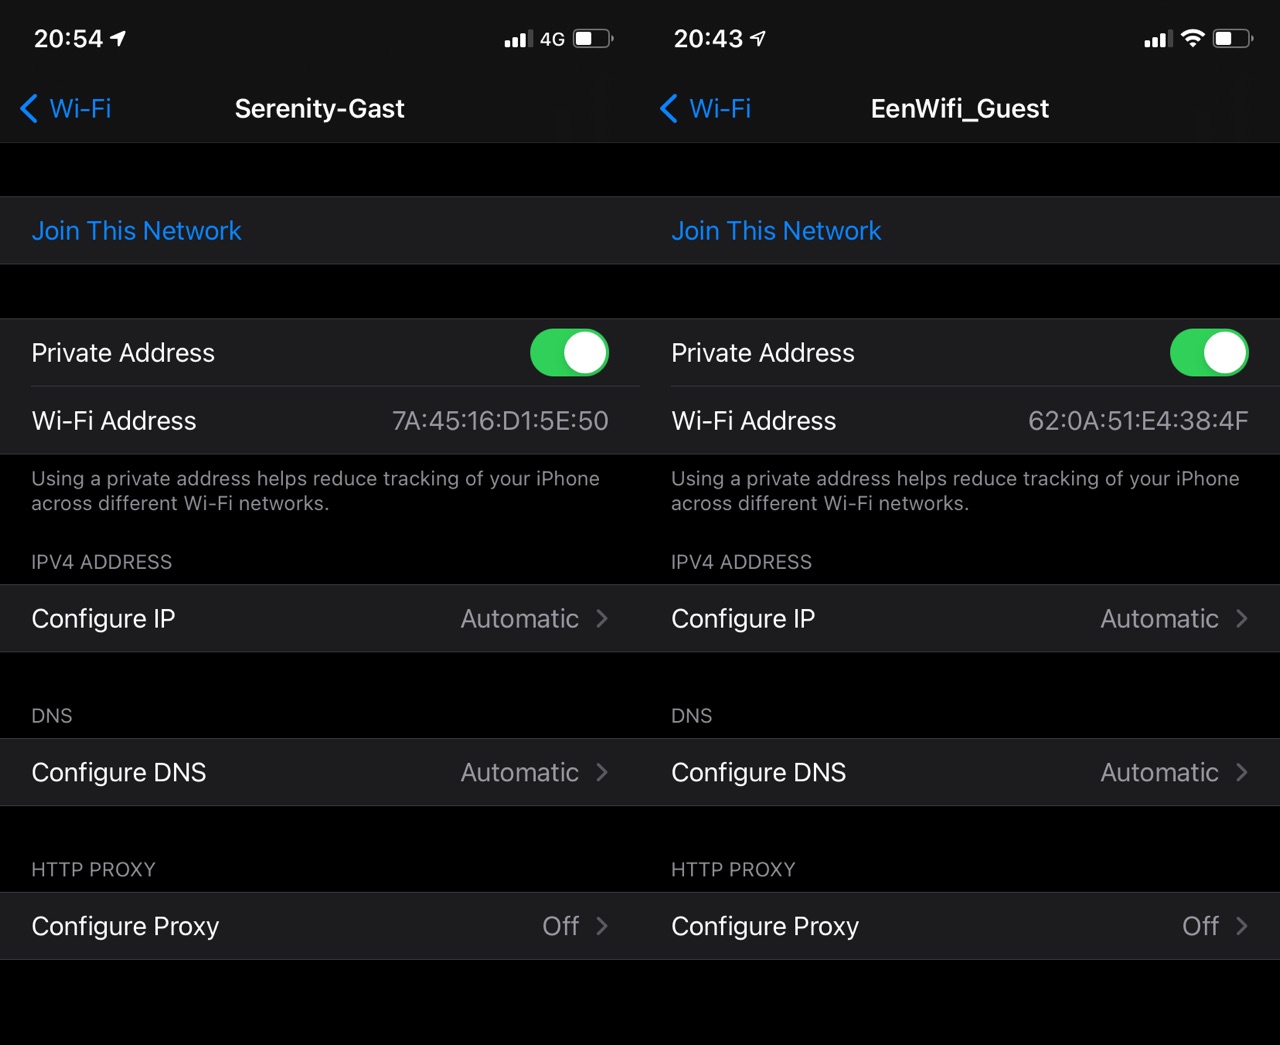 20:54
4G
Wi-Fi
Serenity-Gast
Join This Network
Private Address
Wi-Fi Address 7A:45:16:D1:5E:50
Using a private address helps reduce tracking of your iPhone
across different Wi-Fi networks.
IPV4 ADDRESS
Configure IP Automatic
DNS
Configure DNS Automatic
HTTP PROXY
Configure Proxy Off
20:43
Wi-Fi
EenWifi_Guest
Join This Network
Private Address
Wi-Fi Address 62:0A:51:E4:38:4F
Using a private address helps reduce tracking of your iPhone
across different Wi-Fi networks.
IPV4 ADDRESS
Configure IP Automatic
DNS
Configure DNS Automatic
HTTP PROXY
Configure Proxy Off